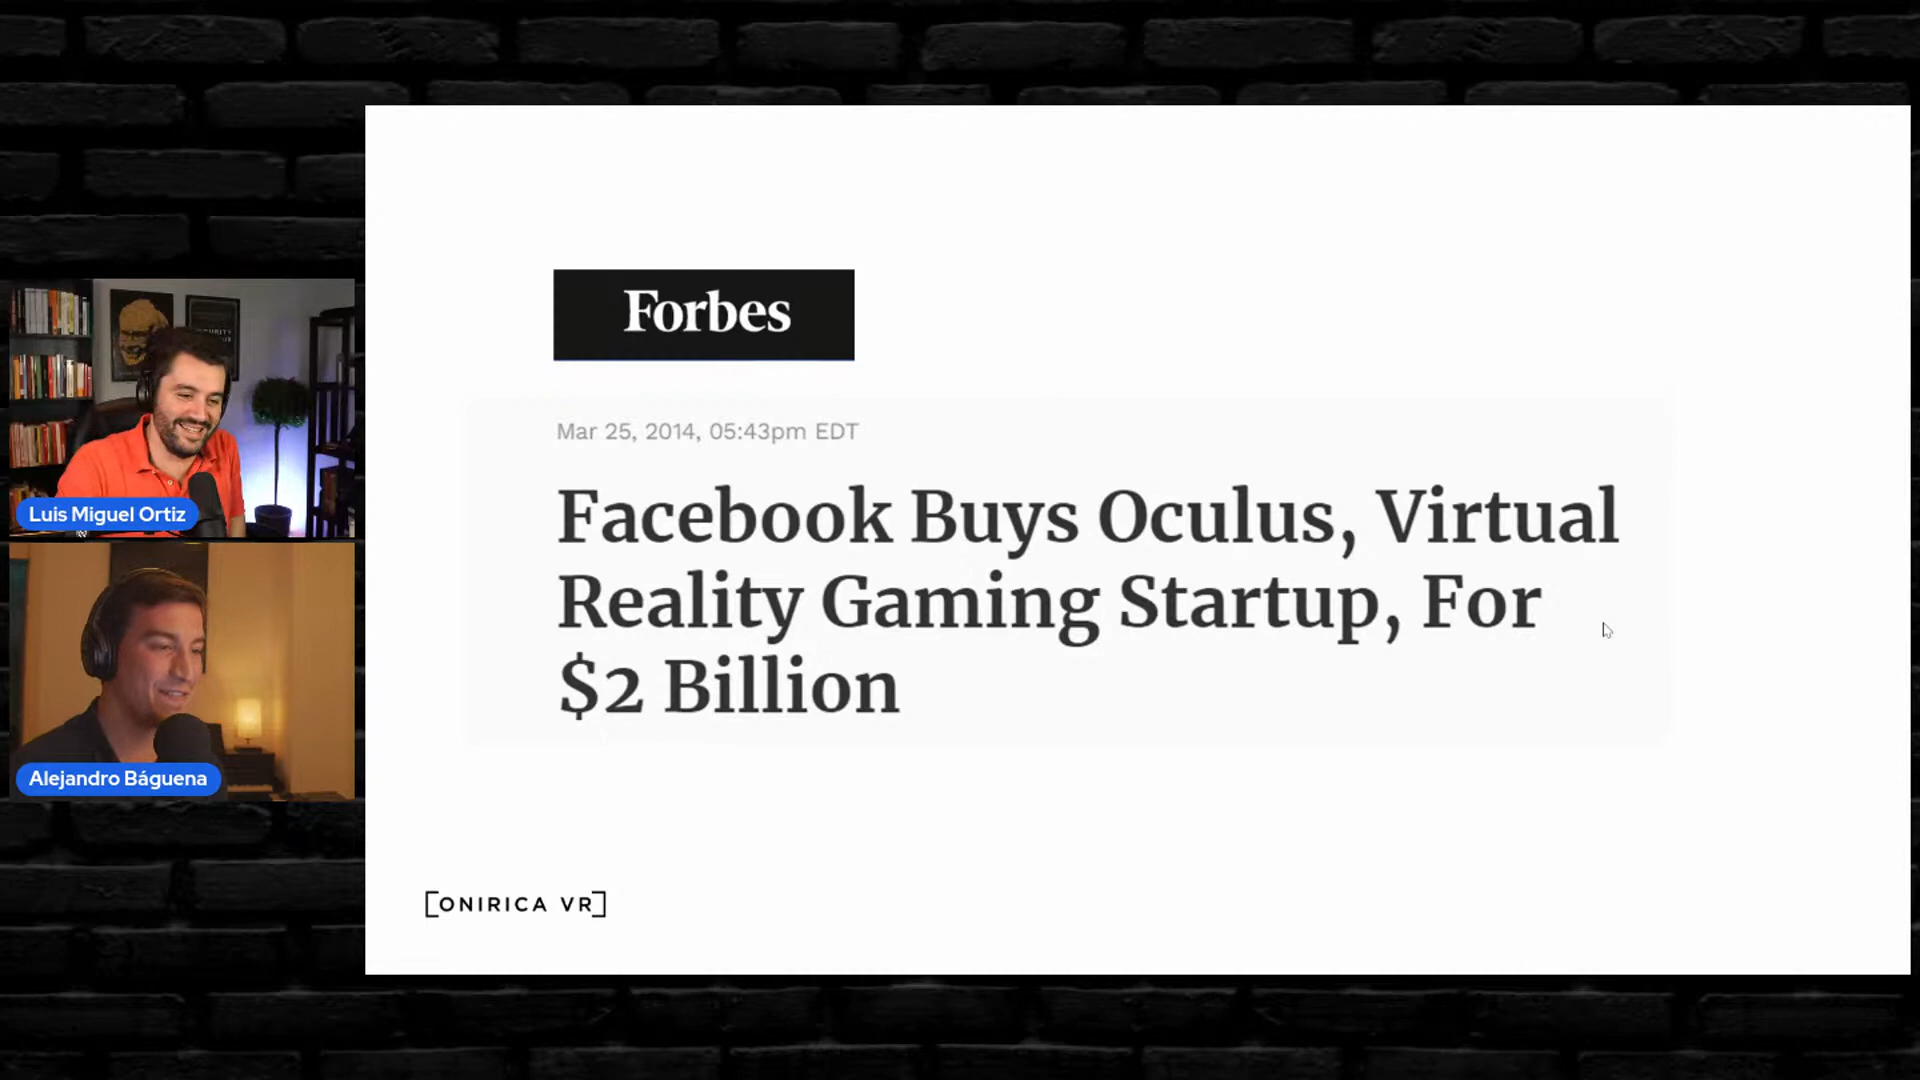 Forbes
Mar 25, 2014, 05:43pm EDT
Facebook Buys Oculus, Virtual
Reality Gaming Startup, For
$2 Billion
[ONIRICA VR]
Luis Miguel Ortiz
Alejandro Báguena